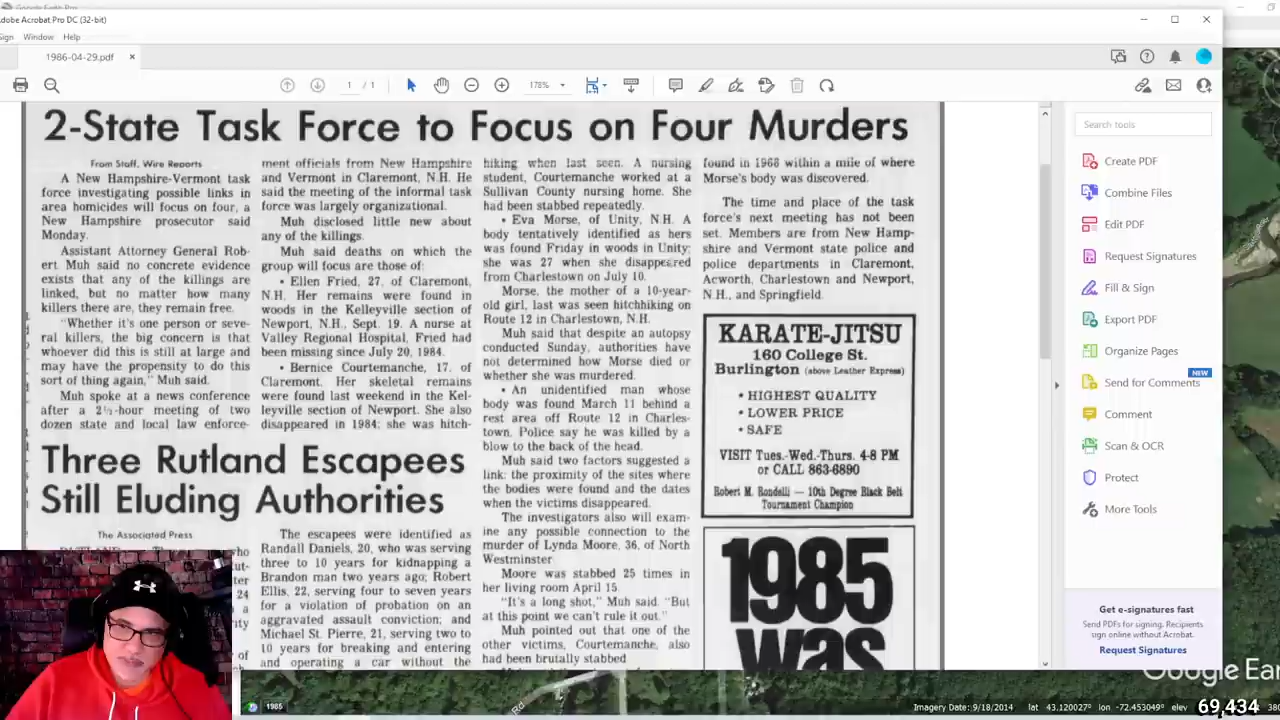 Google Earth Pro
Adobe Acrobat Pro DC (32-bit)
Sign Window Help
1986-04-29.pdf ×
1 / 1
178%
2-State Task Force to Focus on Four Murders
From Staff, Wire Reports
A New Hampshire-Vermont task
force investigating possible links in
area homicides will focus on four, a
New Hampshire prosecutor said
Monday.
Assistant Attorney General Rob-
ert Muh said no concrete evidence
exists that any of the killings are
linked, but no matter how many
killers there are, they remain free.
"Whether it's one person or seve-
ral killers, the big concern is that
whoever did this is still at large and
may have the propensity to do this
sort of thing again," Muh said.
Muh spoke at a news conference
after a 2½-hour meeting of two
dozen state and local law enforce-
ment officials from New Hampshire
and Vermont in Claremont, N.H. He
said the meeting of the informal task
force was largely organizational.
Muh disclosed little new about
any of the killings.
Muh said deaths on which the
group will focus are those of:
• Ellen Fried, 27, of Claremont,
N.H. Her remains were found in
woods in the Kelleyville section of
Newport, N.H., Sept. 19. A nurse at
Valley Regional Hospital, Fried had
been missing since July 20, 1984.
• Bernice Courtemanche, 17, of
Claremont. Her skeletal remains
were found last weekend in the Kel-
leyville section of Newport. She also
disappeared in 1984; she was hitch-
hiking when last seen. A nursing
student, Courtemanche worked at a
Sullivan County nursing home. She
had been stabbed repeatedly.
• Eva Morse, of Unity, N.H. A
body tentatively identified as hers
was found Friday in woods in Unity;
she was 27 when she disappeared
from Charlestown on July 10.
Morse, the mother of a 10-year-
old girl, last was seen hitchhiking on
Route 12 in Charlestown, N.H.
Muh said that despite an autopsy
conducted Sunday, authorities have
not determined how Morse died or
whether she was murdered.
• An unidentified man whose
body was found March 11 behind a
rest area off Route 12 in Charles-
town. Police say he was killed by a
blow to the back of the head.
Muh said two factors suggested a
link: the proximity of the sites where
the bodies were found and the dates
when the victims disappeared.
The investigators also will exam-
ine any possible connection to the
murder of Lynda Moore, 36, of North
Westminster.
Moore was stabbed 25 times in
her living room April 15.
"It's a long shot," Muh said. "But
at this point we can't rule it out."
Muh pointed out that one of the
other victims, Courtemanche, also
had been brutally stabbed
found in 1968 within a mile of where
Morse's body was discovered.
The time and place of the task
force's next meeting has not been
set. Members are from New Hamp-
shire and Vermont state police and
police departments in Claremont,
Acworth, Charlestown and Newport,
N.H., and Springfield.
KARATE-JITSU
160 College St.
Burlington (above Leather Express)
• HIGHEST QUALITY
• LOWER PRICE
• SAFE
VISIT Tues.-Wed.-Thurs. 4-8 PM
or CALL 863-6890
Robert M. Rondelli — 10th Degree Black Belt
Tournament Champion
1985
was
Three Rutland Escapees
Still Eluding Authorities
The Associated Press
who
24
of
The escapees were identified as
Randall Daniels, 20, who was serving
three to 10 years for kidnapping a
Brandon man two years ago; Robert
Ellis, 22, serving four to seven years
for a violation of probation on an
aggravated assault conviction; and
Michael St. Pierre, 21, serving two to
10 years for breaking and entering
and operating a car without the
Search tools
Create PDF
Combine Files
Edit PDF
Request Signatures
Fill & Sign
Export PDF
Organize Pages
NEW
Send for Comments
Comment
Scan & OCR
Protect
More Tools
Get e-signatures fast
Send PDFs for signing. Recipients
sign online without Acrobat.
Request Signatures
Google Ear
1985
Rd
Imagery Date: 9/18/2014 lat 43.120027° lon -72.453049° elev
69,434